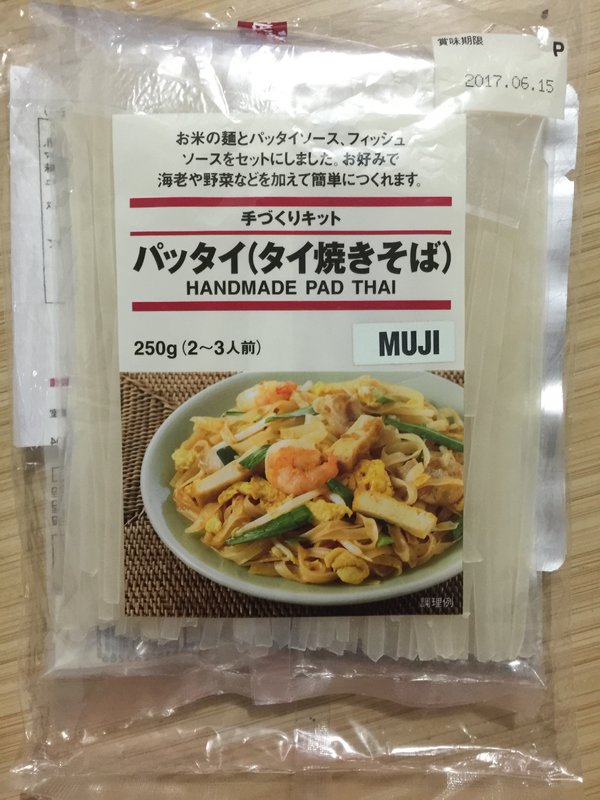 賞味期限
P
2017.06.15
お米の麺とパッタイソース、フィッシュ
ソースをセットにしました。お好みで
海老や野菜などを加えて簡単につくれます。
手づくりキット
パッタイ(タイ焼きそば)
HANDMADE PAD THAI
250g(2〜3人前)
MUJI
調理例